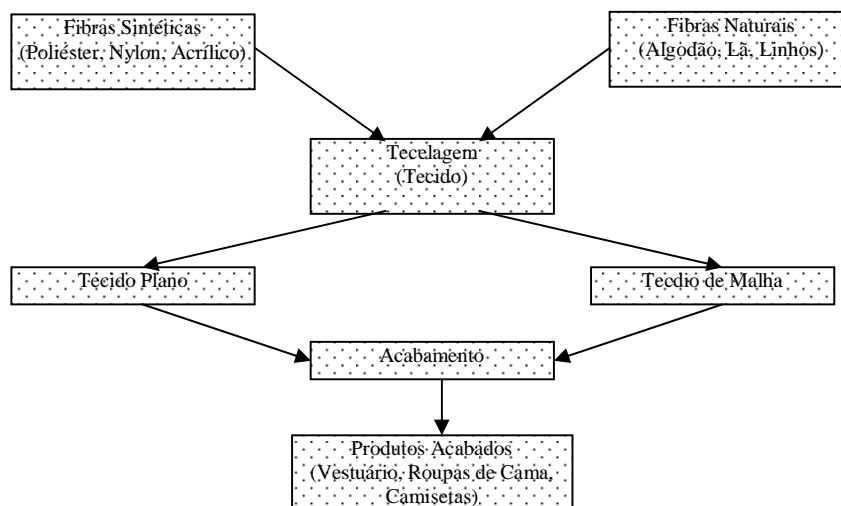 Fibras Sintéticas
(Poliéster, Nylon, Acrílico)
Fibras Naturais
(Algodão, Lã, Linhos)
Tecelagem
(Tecido)
Tecido Plano
Tecdio de Malha
Acabamento
Produtos Acabados
(Vestuário, Roupas de Cama,
Camisetas)